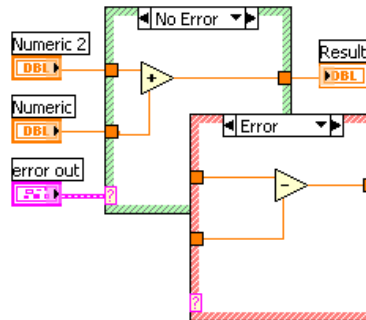 No Error
Numeric 2
DBL
+
Result
DBL
Numeric
DBL
Error
error out
-
?
?